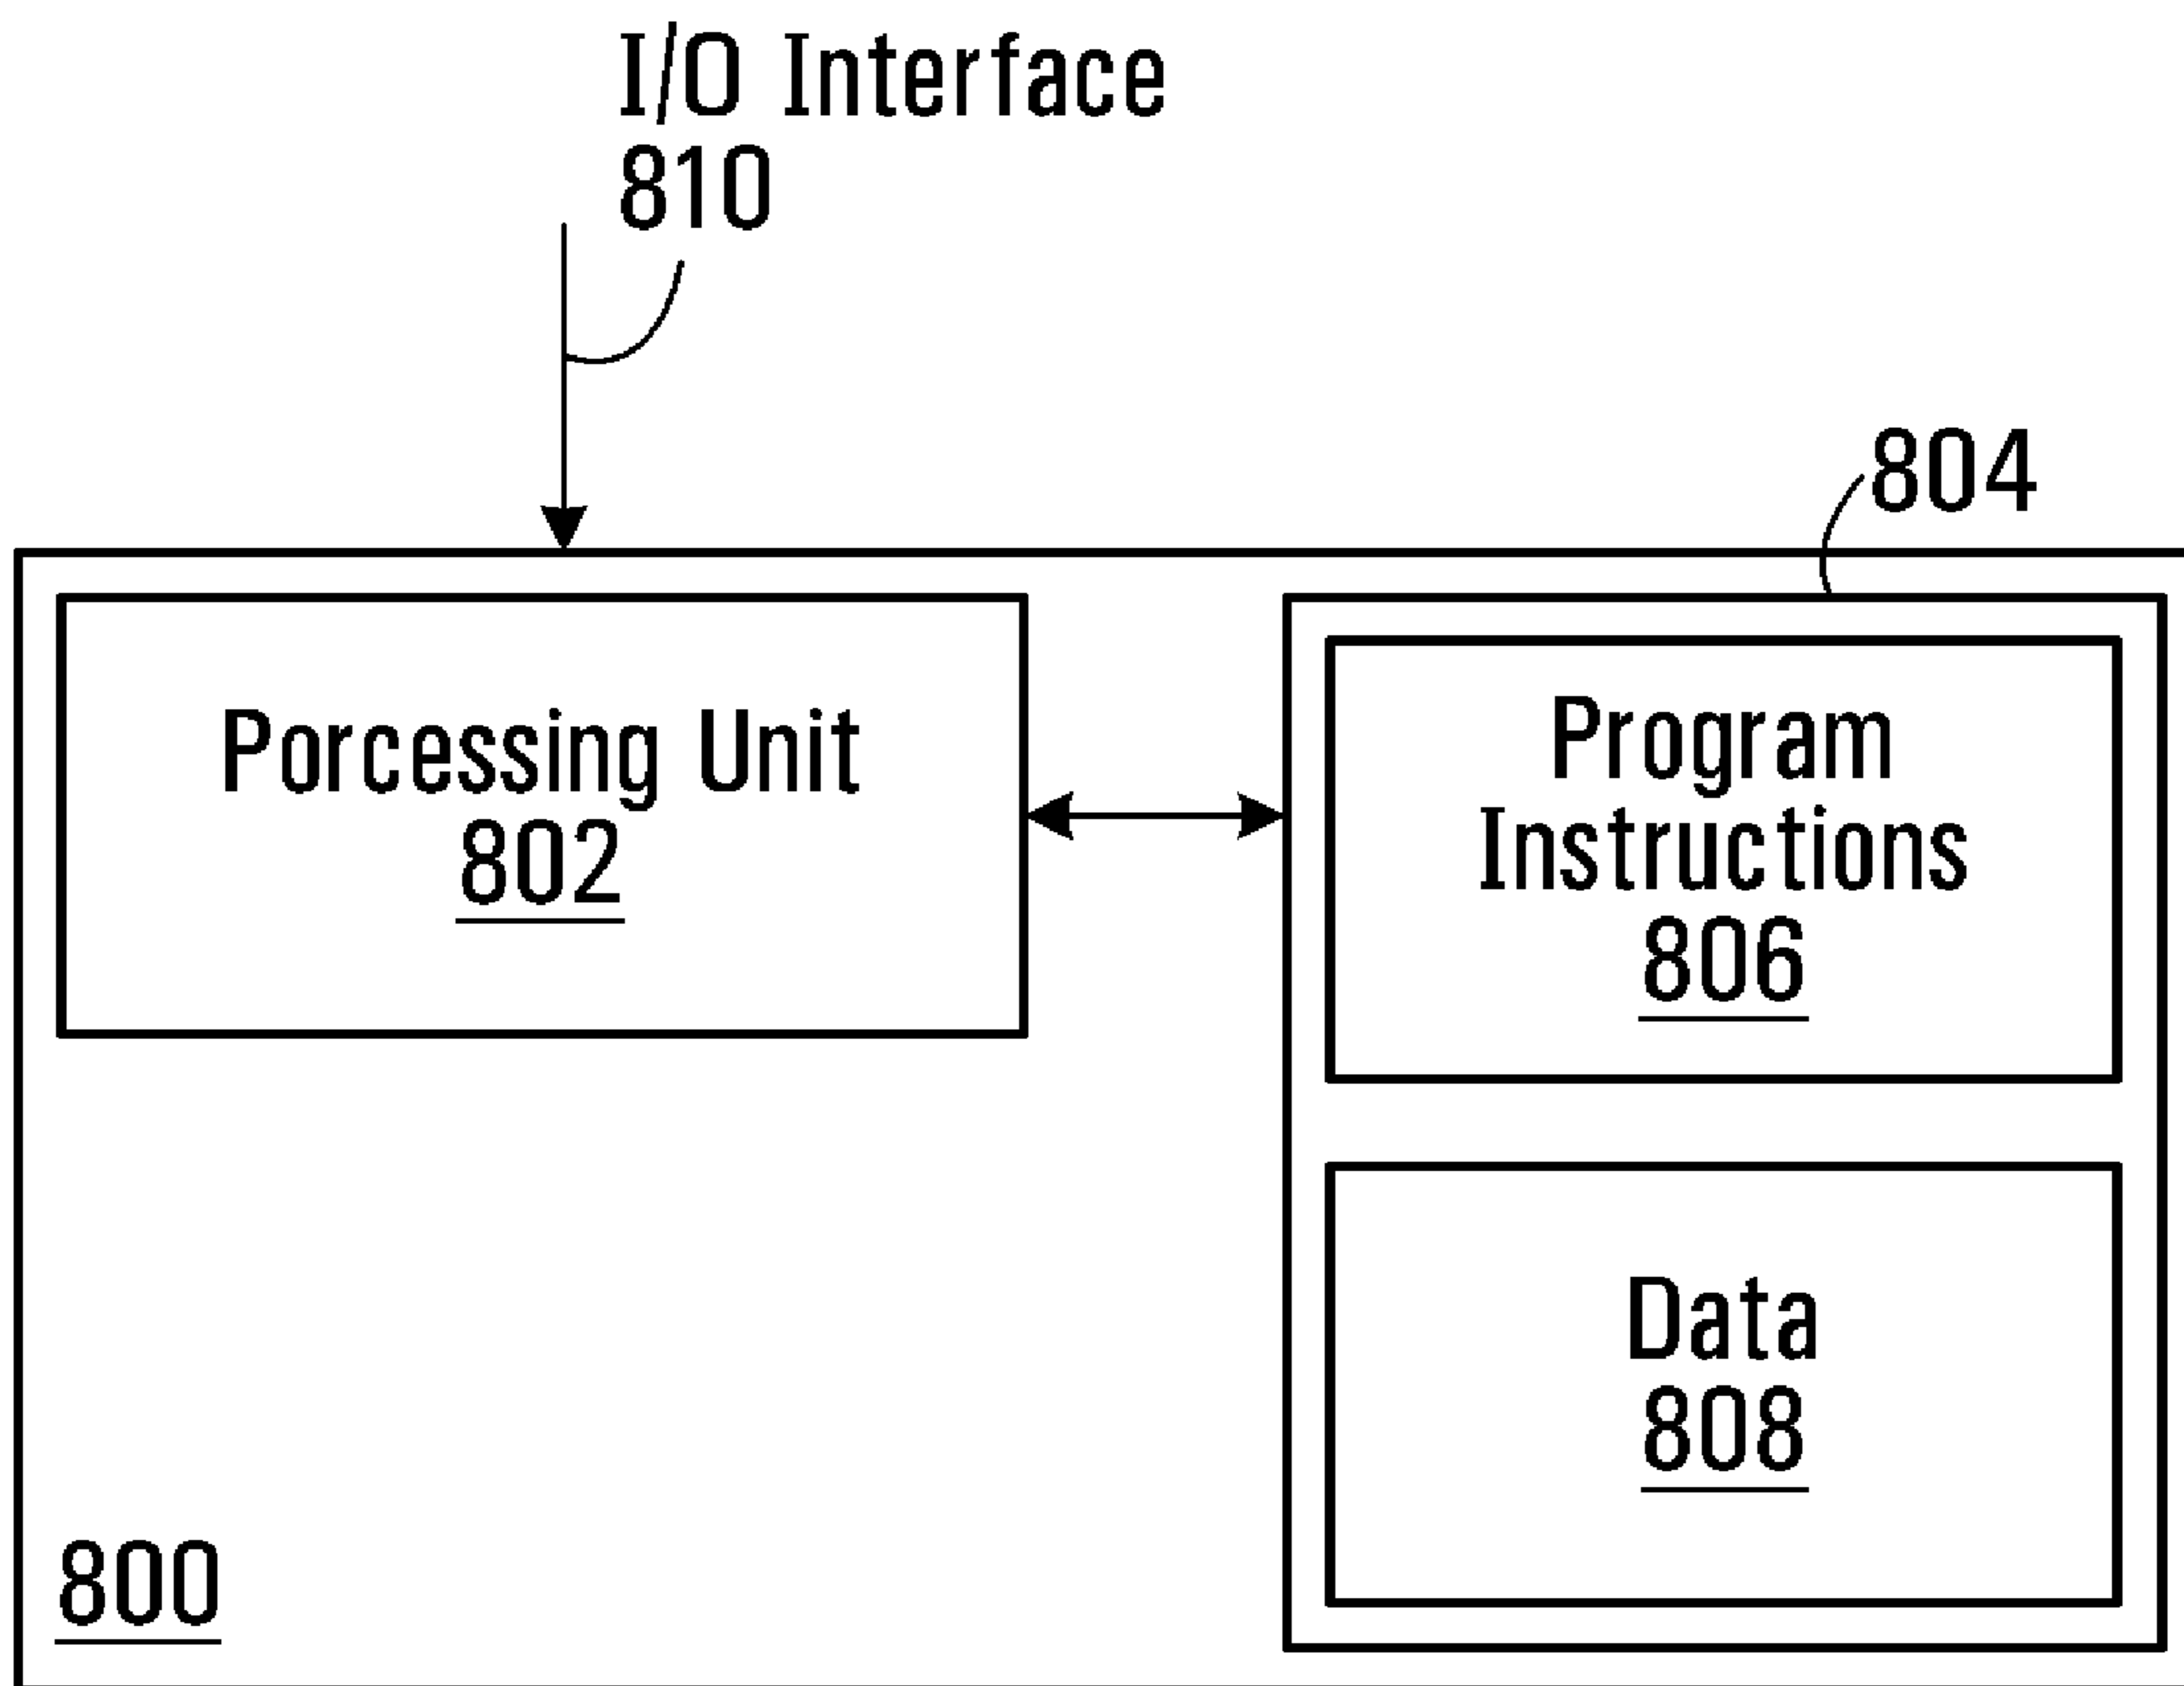 I/O Interface
810
804
Porcessing Unit
802
Program
Instructions
806
Data
808
800